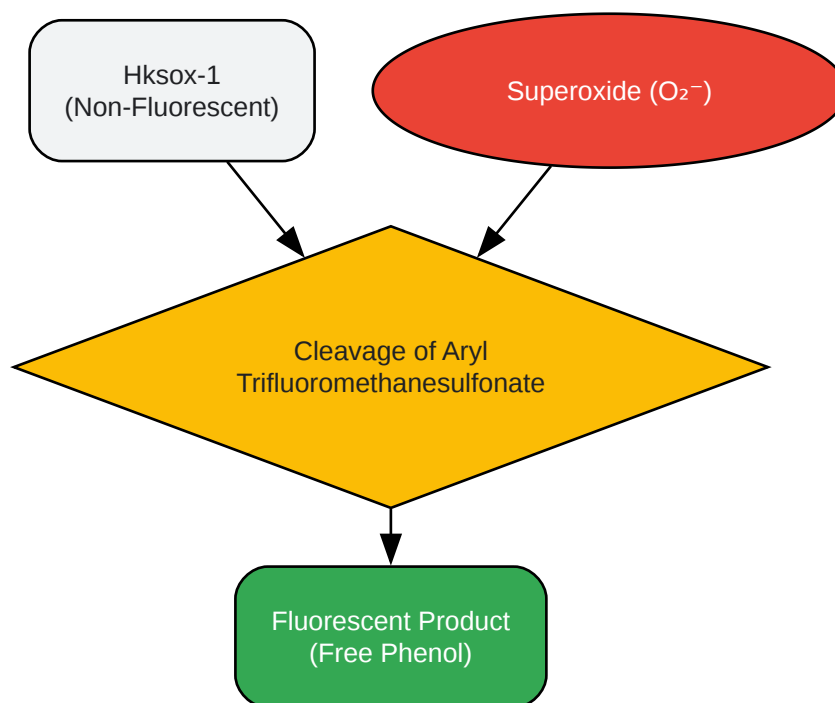 Hksox-1
(Non-Fluorescent)
Superoxide (O₂⁻)
Cleavage of Aryl
Trifluoromethanesulfonate
Fluorescent Product
(Free Phenol)